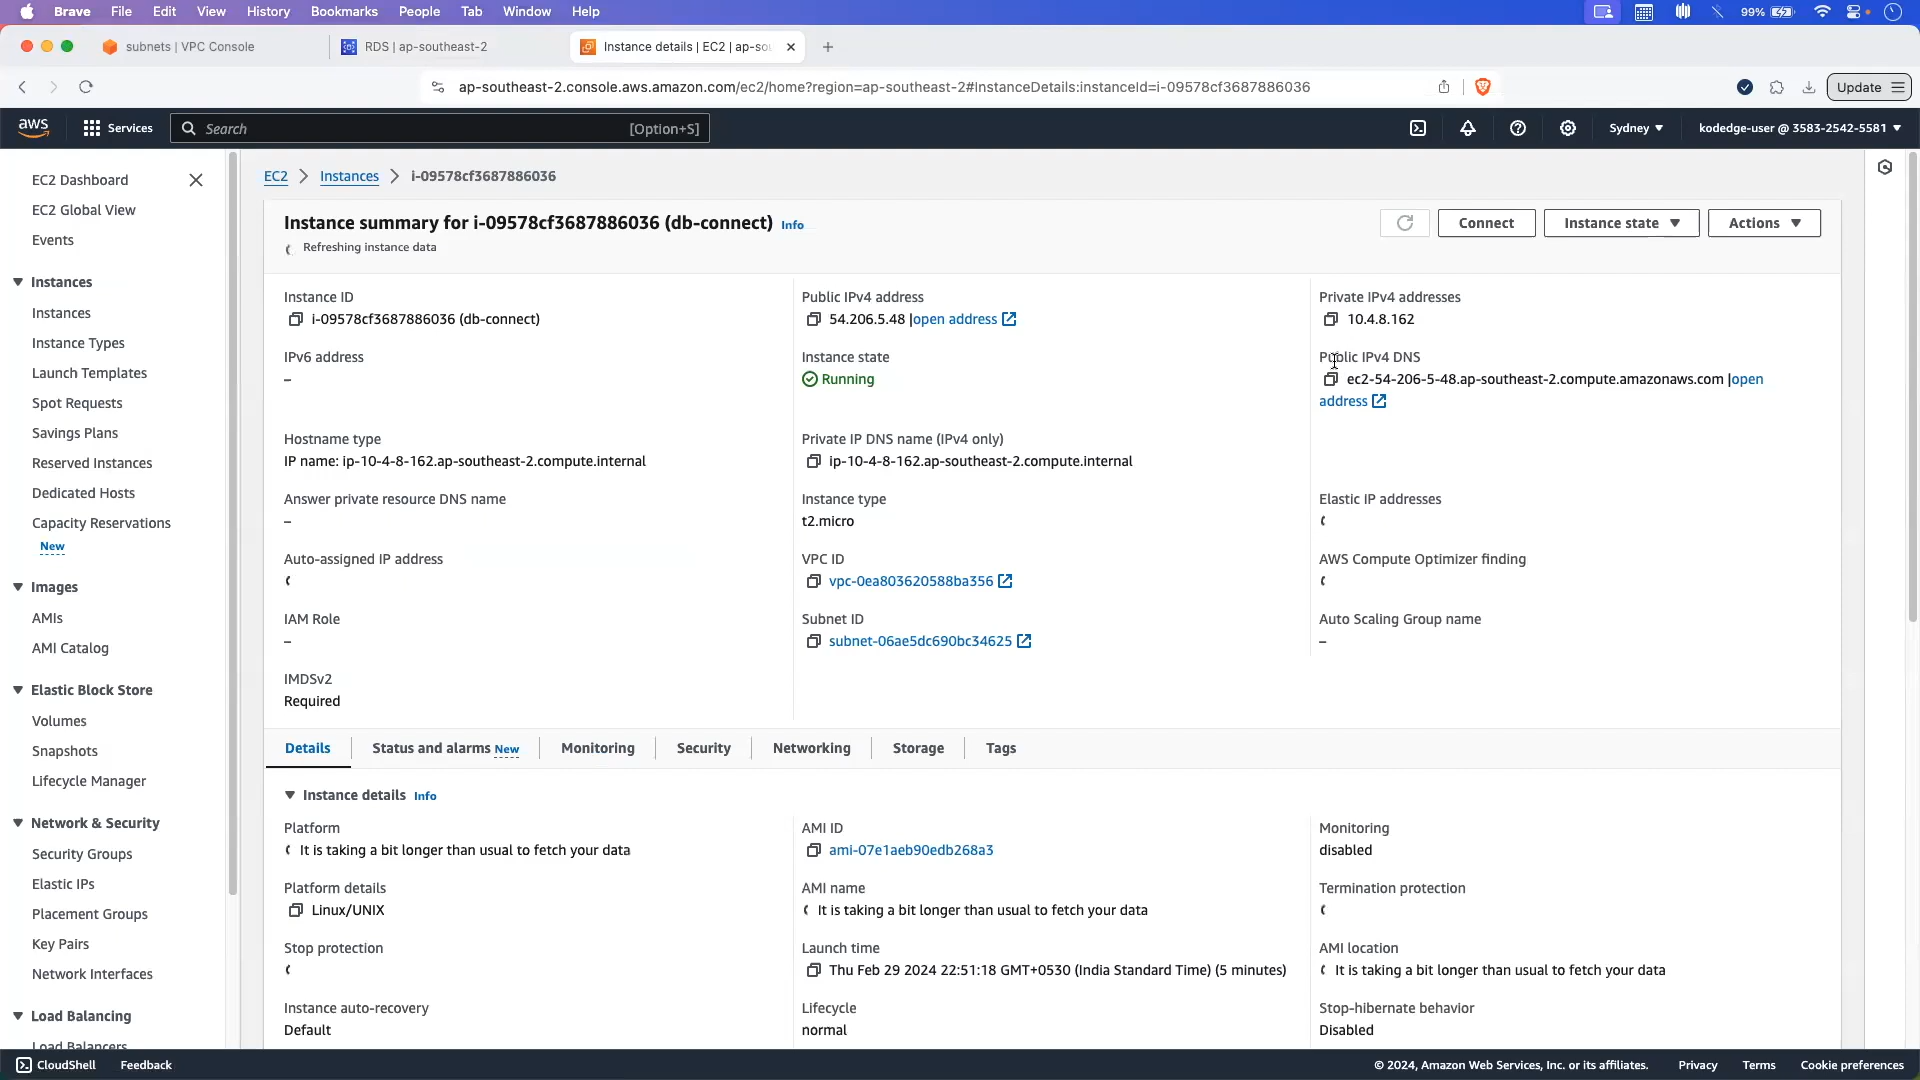 Brave File Edit View History Bookmarks People Tab Window Help 99%
subnets | VPC Console
RDS | ap-southeast-2
Instance details | EC2 | ap-so
ap-southeast-2.console.aws.amazon.com/ec2/home?region=ap-southeast-2#InstanceDetails:instanceId=i-09578cf3687886036
Update
aws Services Search [Option+S] Sydney kodedge-user @ 3583-2542-5581
EC2 Dashboard
EC2 Global View
Events
Instances
Instances
Instance Types
Launch Templates
Spot Requests
Savings Plans
Reserved Instances
Dedicated Hosts
Capacity Reservations
New
Images
AMIs
AMI Catalog
Elastic Block Store
Volumes
Snapshots
Lifecycle Manager
Network & Security
Security Groups
Elastic IPs
Placement Groups
Key Pairs
Network Interfaces
Load Balancing
Load Balancers
EC2 > Instances > i-09578cf3687886036
Instance summary for i-09578cf3687886036 (db-connect) Info
Refreshing instance data
Connect Instance state Actions
Instance ID
i-09578cf3687886036 (db-connect)
Public IPv4 address
54.206.5.48 |open address
Private IPv4 addresses
10.4.8.162
IPv6 address
–
Instance state
Running
Public IPv4 DNS
ec2-54-206-5-48.ap-southeast-2.compute.amazonaws.com |open
address
Hostname type
IP name: ip-10-4-8-162.ap-southeast-2.compute.internal
Private IP DNS name (IPv4 only)
ip-10-4-8-162.ap-southeast-2.compute.internal
Answer private resource DNS name
–
Instance type
t2.micro
Elastic IP addresses
Auto-assigned IP address
VPC ID
vpc-0ea803620588ba356
AWS Compute Optimizer finding
IAM Role
–
Subnet ID
subnet-06ae5dc690bc34625
Auto Scaling Group name
–
IMDSv2
Required
Details Status and alarms New Monitoring Security Networking Storage Tags
Instance details Info
Platform
It is taking a bit longer than usual to fetch your data
AMI ID
ami-07e1aeb90edb268a3
Monitoring
disabled
Platform details
Linux/UNIX
AMI name
It is taking a bit longer than usual to fetch your data
Termination protection
Stop protection
Launch time
Thu Feb 29 2024 22:51:18 GMT+0530 (India Standard Time) (5 minutes)
AMI location
It is taking a bit longer than usual to fetch your data
Instance auto-recovery
Default
Lifecycle
normal
Stop-hibernate behavior
Disabled
CloudShell Feedback © 2024, Amazon Web Services, Inc. or its affiliates. Privacy Terms Cookie preferences